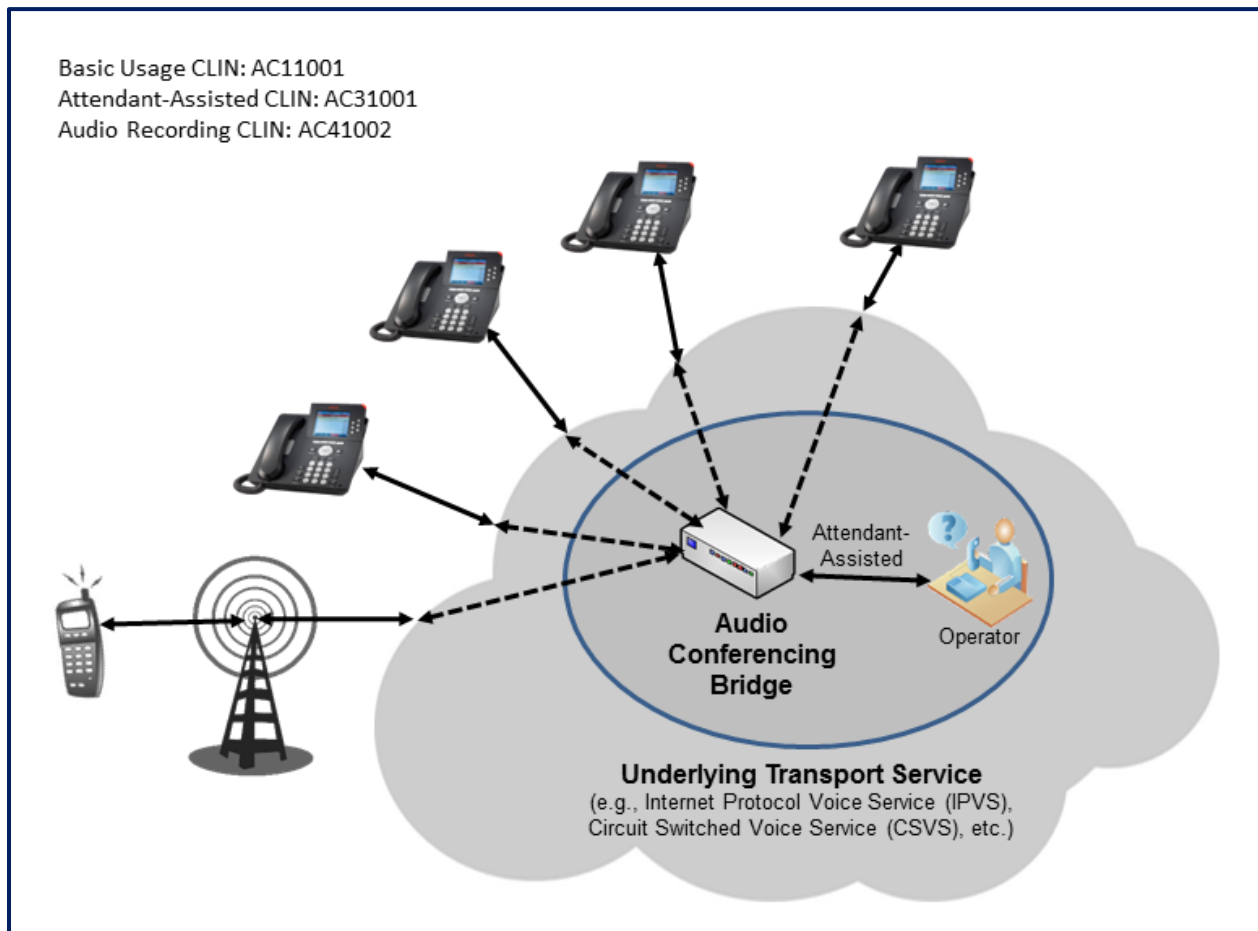 Basic Usage CLIN: AC11001
Attendant-Assisted CLIN: AC31001
Audio Recording CLIN: AC41002
Attendant-
Assisted
Operator
Audio
Conferencing
Bridge
Underlying Transport Service
(e.g., Internet Protocol Voice Service (IPVS),
Circuit Switched Voice Service (CSVS), etc.)